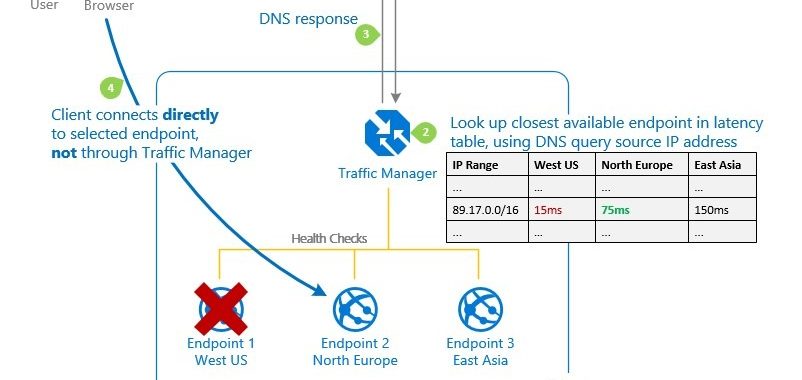 User
Browser
DNS response
3
4
Client connects directly
to selected endpoint,
not through Traffic Manager
2
Look up closest available endpoint in latency
table, using DNS query source IP address
Traffic Manager
IP Range West US North Europe East Asia
... ... ... ...
89.17.0.0/16 15ms 75ms 150ms
... ... ... ...
Health Checks
Endpoint 1
West US
Endpoint 2
North Europe
Endpoint 3
East Asia